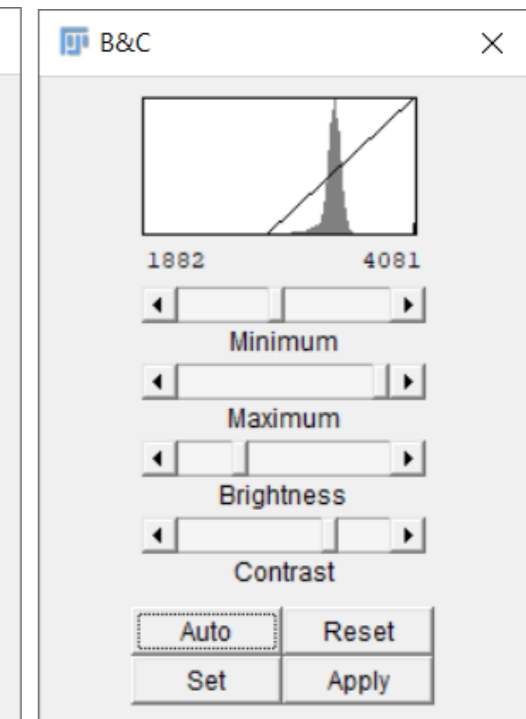 B&C
1882 4081
Minimum
Maximum
Brightness
Contrast
Auto Reset
Set Apply